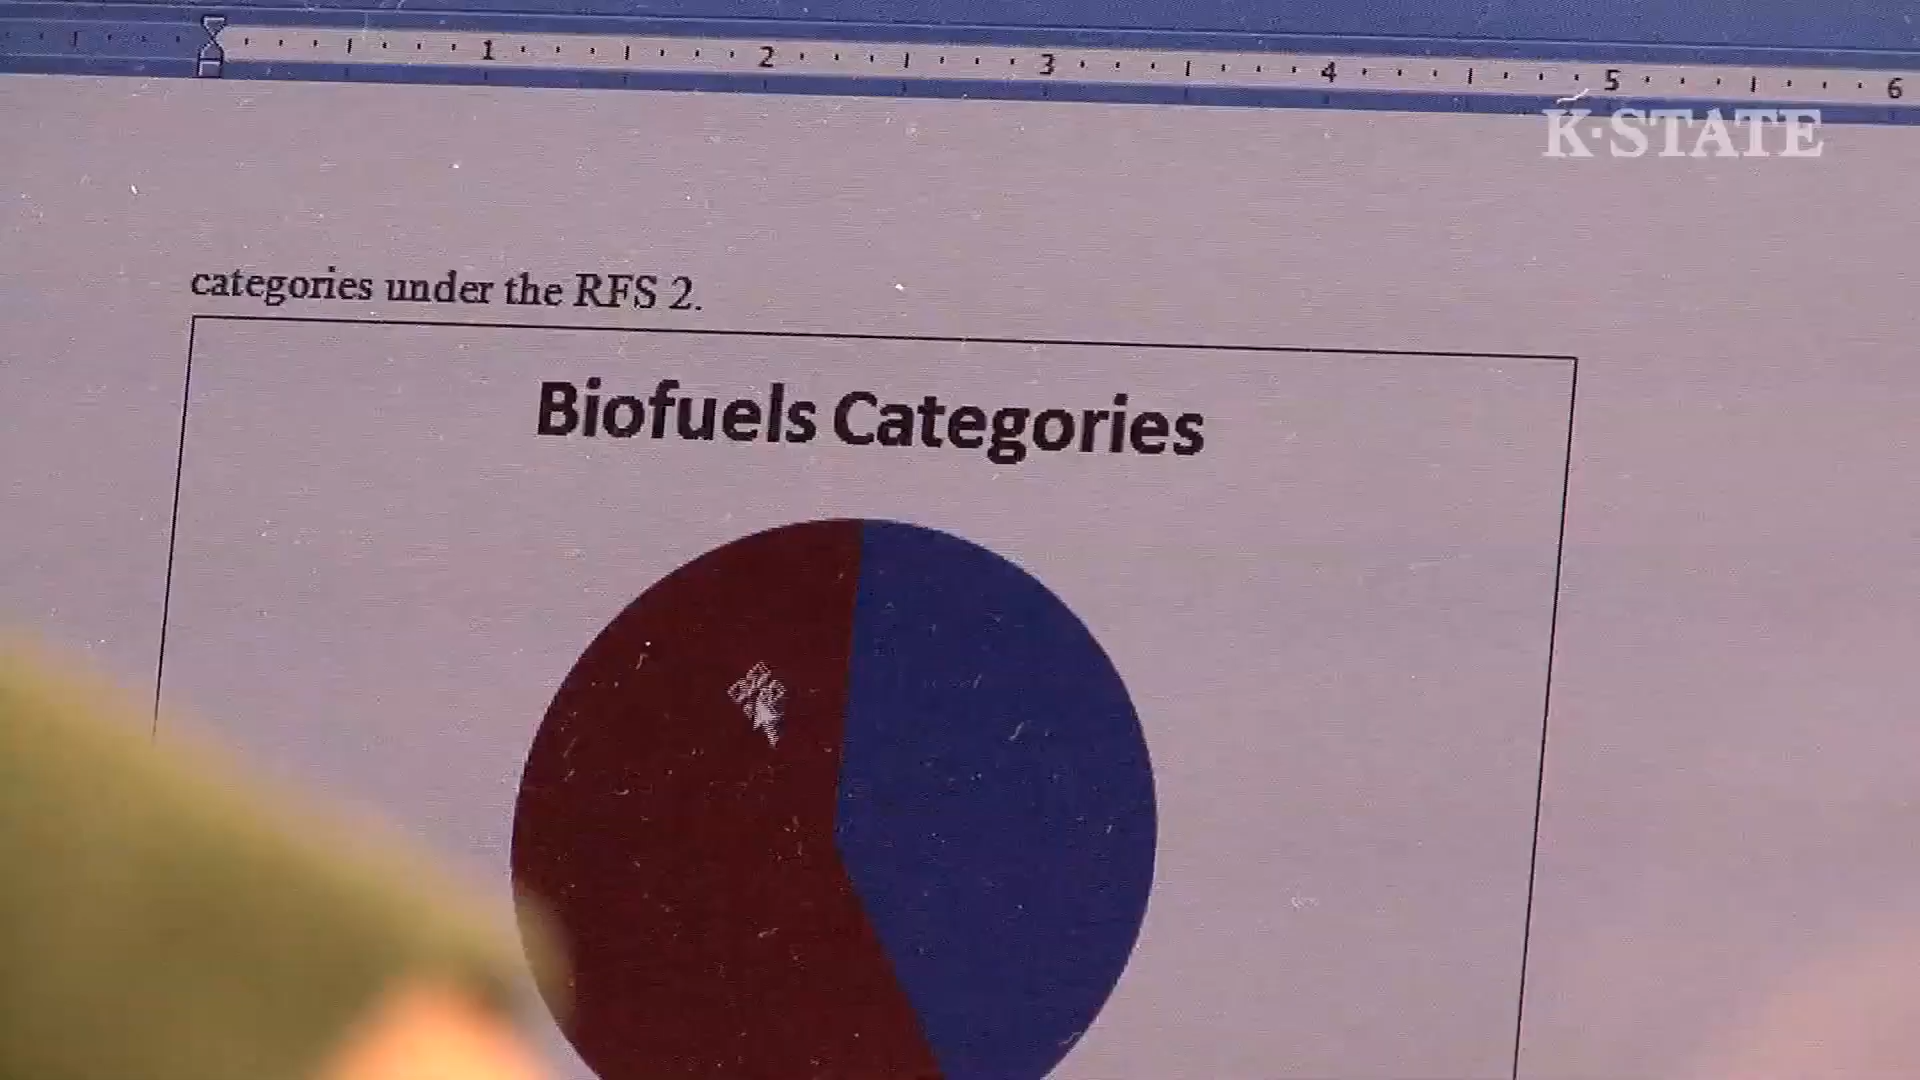 1 2 3 4 5 6
K·STATE
categories under the RFS 2.
Biofuels Categories